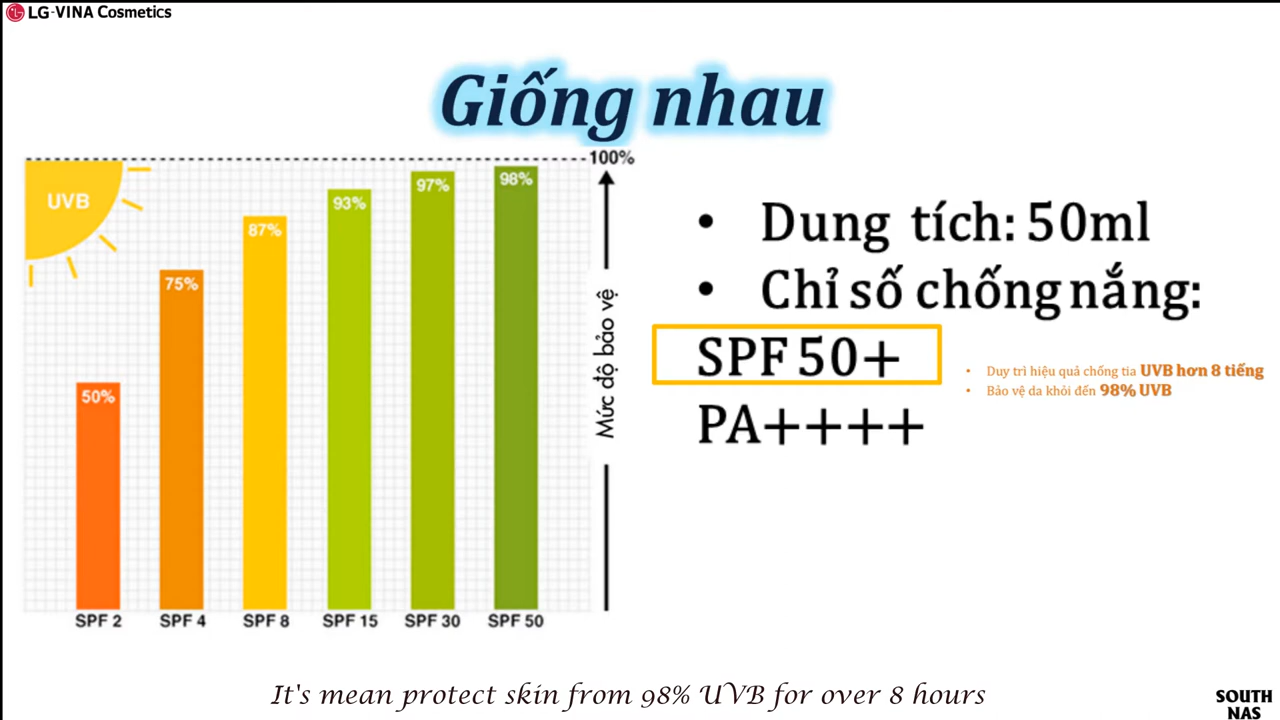 LG-VINA Cosmetics
Giống nhau
100%
UVB
98%
97%
93%
87%
75%
50%
Mức độ bảo vệ
SPF 2 SPF 4 SPF 8 SPF 15 SPF 30 SPF 50
• Dung tích: 50ml
• Chỉ số chống nắng:
SPF 50+
PA++++
• Duy trì hiệu quả chống tia UVB hơn 8 tiếng
• Bảo vệ da khỏi đến 98% UVB
It's mean protect skin from 98% UVB for over 8 hours
SOUTH
NAS